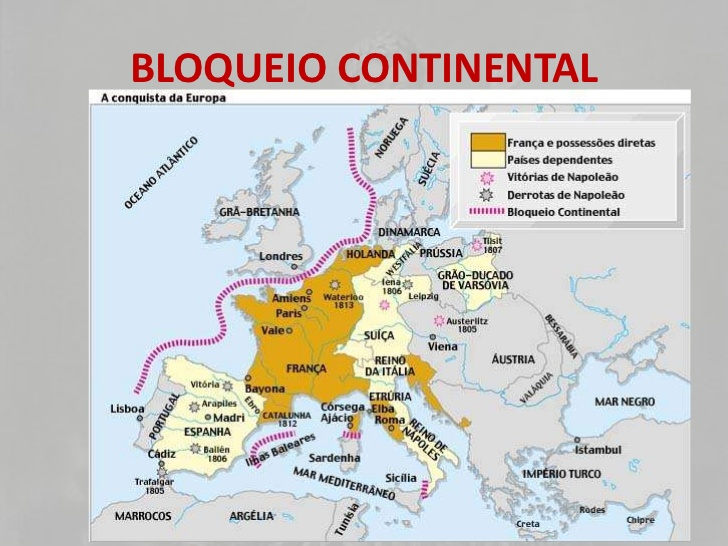 BLOQUEIO CONTINENTAL
A conquista da Europa
França e possessões diretas
Países dependentes
Vitórias de Napoleão
Derrotas de Napoleão
Bloqueio Continental
OCEANO ATLÂNTICO
NORUEGA
SUÉCIA
GRÃ-BRETANHA
DINAMARCA
Londres
HOLANDA
WESTFÁLIA
PRÚSSIA
Tilsit
1807
GRÃO-DUCADO
DE VARSÓVIA
Iena
1806
Leipzig
Amiens
Waterloo
1813
Paris
Vale
Austerlitz
1805
Viena
BESSARÁBIA
SUÍÇA
ÁUSTRIA
FRANÇA
REINO
DA ITÁLIA
VALÁQUIA
Vitória
Bayona
ETRÚRIA
MAR NEGRO
Lisboa
PORTUGAL
Arapiles
Ebro
Madri
CATALUNHA
1812
Córsega
Ajácio
Elba
Roma
REINO DE
NÁPOLES
ESPANHA
Cádiz
Bailén
1806
Ilhas Baleares
Sardenha
Istambul
Trafalgar
1805
MAR MEDITERRÂNEO
Sicília
IMPÉRIO TURCO
MARROCOS
ARGÉLIA
Tunísia
Creta
Rodes
Chipre